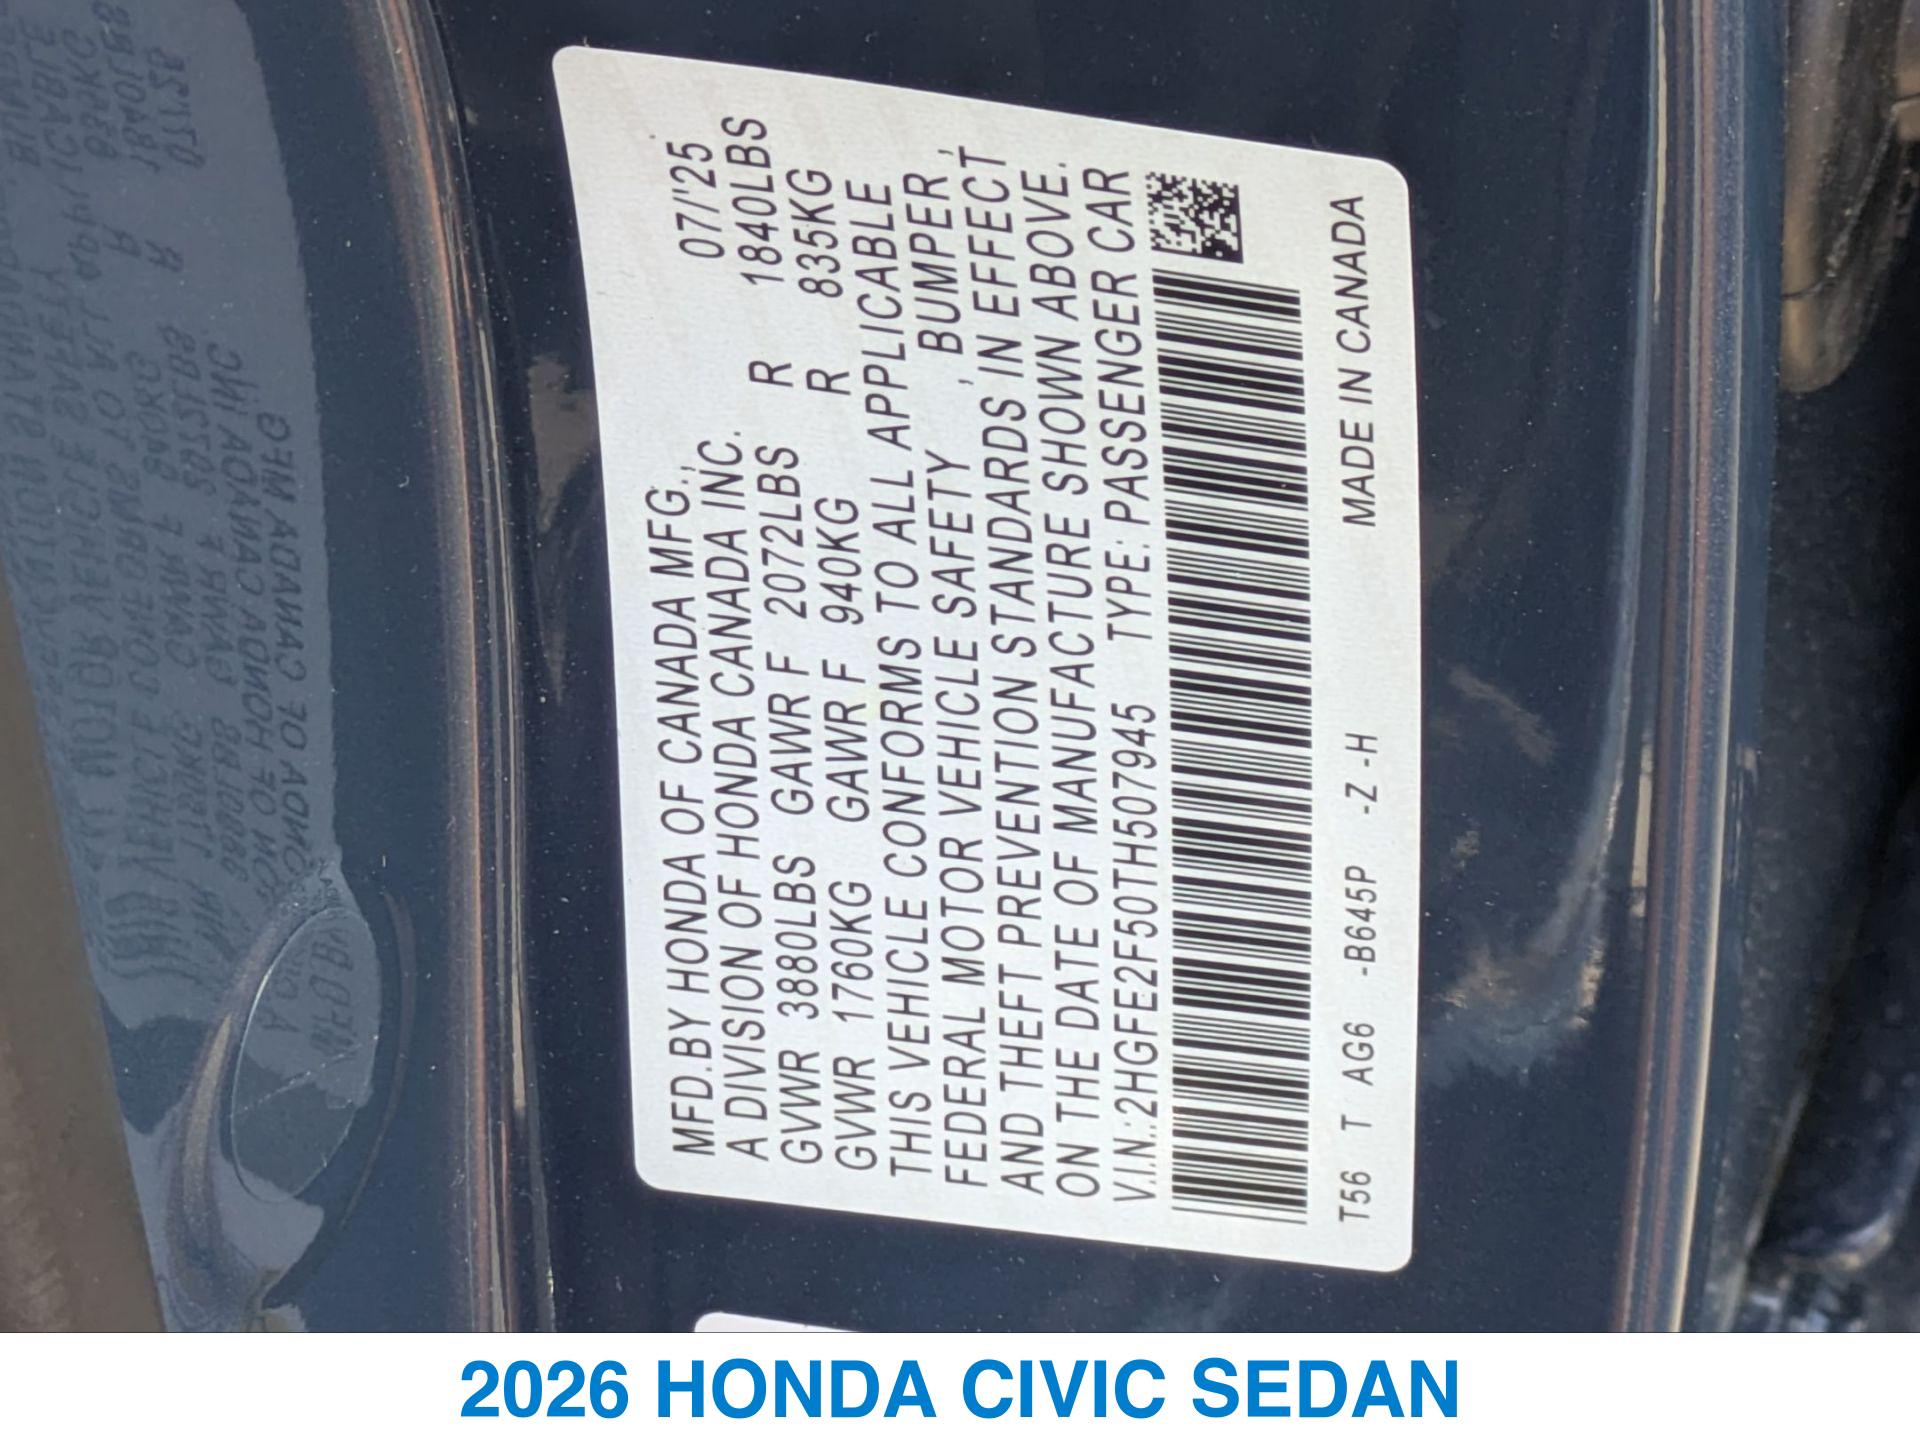 MFD.BY HONDA OF CANADA MFG., 07/'25
A DIVISION OF HONDA CANADA INC.
GVWR 3880LBS GAWR F 2072LBS R 1840LBS
GVWR 1760KG GAWR F 940KG R 835KG
THIS VEHICLE CONFORMS TO ALL APPLICABLE
FEDERAL MOTOR VEHICLE SAFETY , BUMPER ,
AND THEFT PREVENTION STANDARDS IN EFFECT
ON THE DATE OF MANUFACTURE SHOWN ABOVE.
V.I.N.:2HGFE2F50TH507945 TYPE: PASSENGER CAR
T56 T AG6 -B645P -Z -H MADE IN CANADA
2026 HONDA CIVIC SEDAN